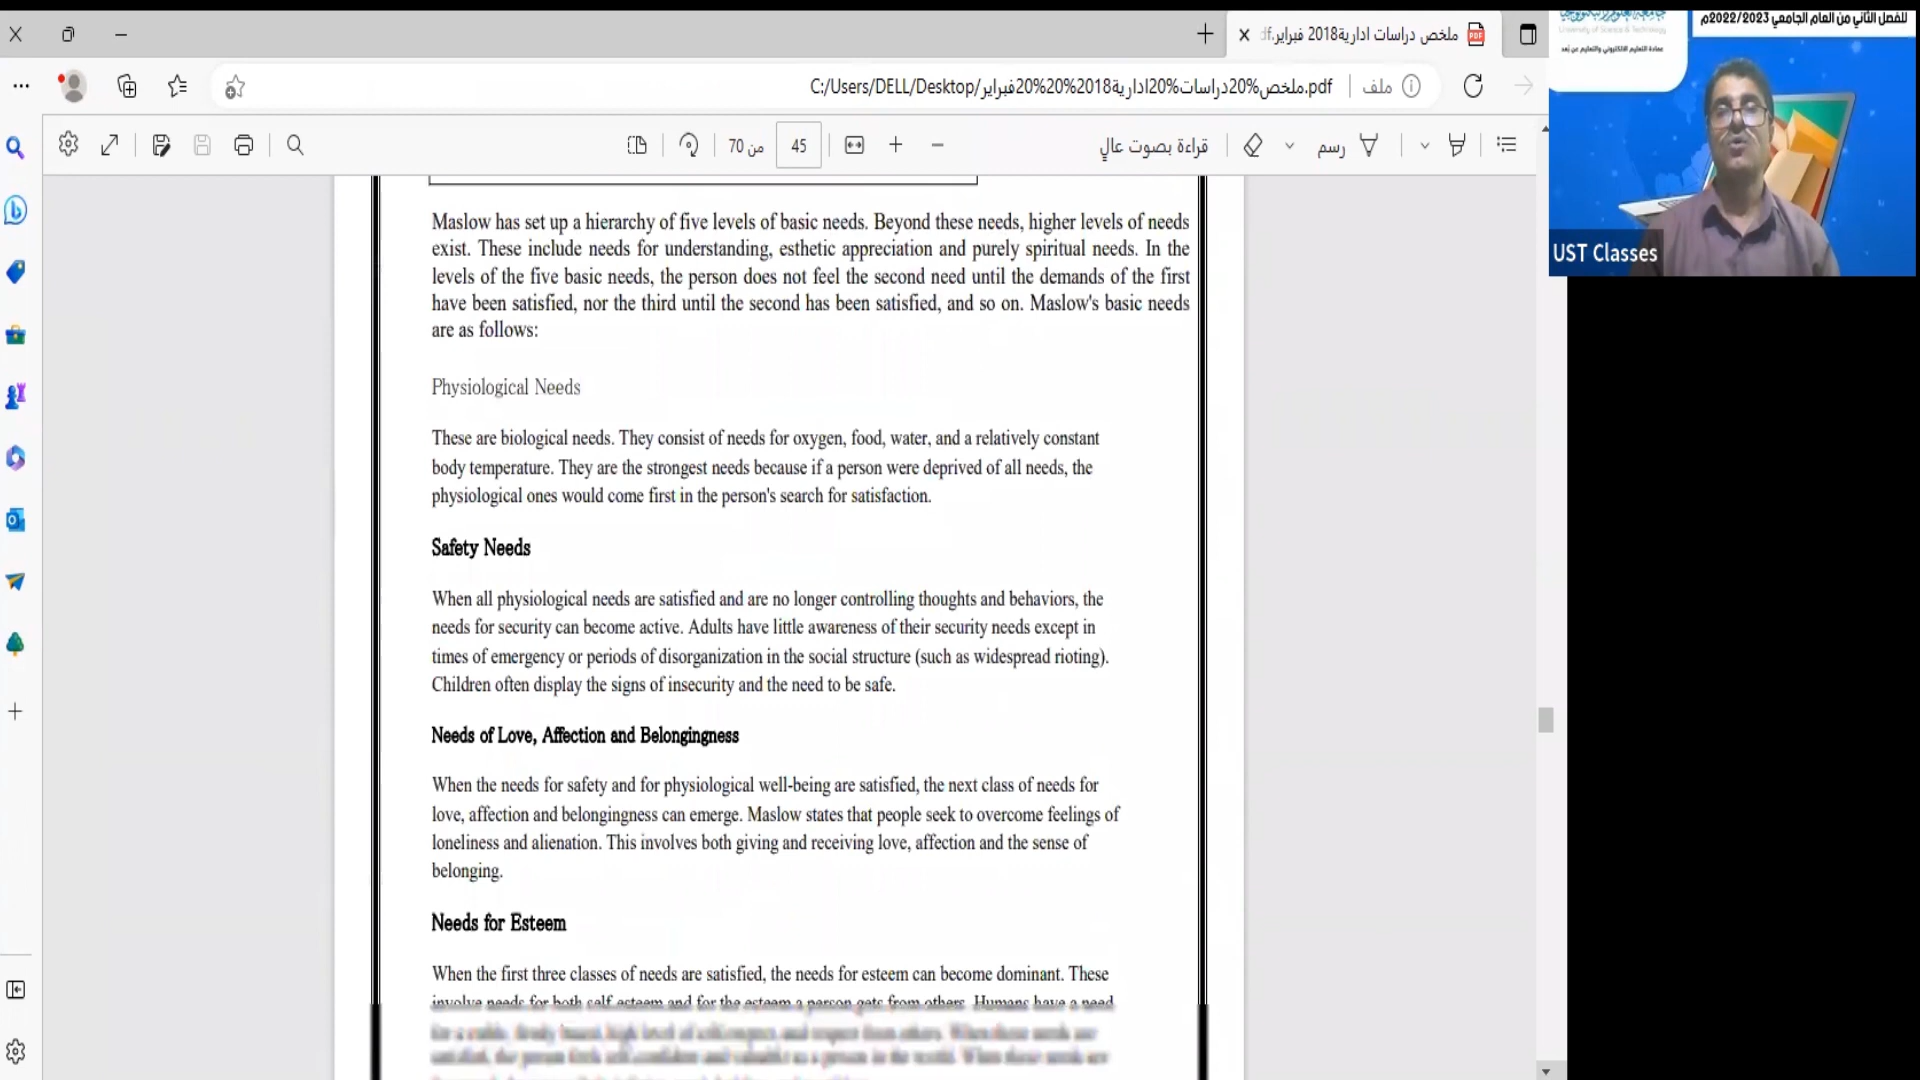 ملخص دراسات ادارية2018 فبراير.pdf
للفصل الثاني من العام الجامعي 2022/2023م
University of Science & Technology
عمادة التعليم الالكتروني والتعليم عن بُعد
ملف
C:/Users/DELL/Desktop/ملخص%20دراسات%20ادارية2018%20%20فبراير.pdf
45
من 70
قراءة بصوت عالٍ
رسم
UST Classes
Maslow has set up a hierarchy of five levels of basic needs. Beyond these needs, higher levels of needs
exist. These include needs for understanding, esthetic appreciation and purely spiritual needs. In the
levels of the five basic needs, the person does not feel the second need until the demands of the first
have been satisfied, nor the third until the second has been satisfied, and so on. Maslow's basic needs
are as follows:
Physiological Needs
These are biological needs. They consist of needs for oxygen, food, water, and a relatively constant
body temperature. They are the strongest needs because if a person were deprived of all needs, the
physiological ones would come first in the person's search for satisfaction.
Safety Needs
When all physiological needs are satisfied and are no longer controlling thoughts and behaviors, the
needs for security can become active. Adults have little awareness of their security needs except in
times of emergency or periods of disorganization in the social structure (such as widespread rioting).
Children often display the signs of insecurity and the need to be safe.
Needs of Love, Affection and Belongingness
When the needs for safety and for physiological well-being are satisfied, the next class of needs for
love, affection and belongingness can emerge. Maslow states that people seek to overcome feelings of
loneliness and alienation. This involves both giving and receiving love, affection and the sense of
belonging.
Needs for Esteem
When the first three classes of needs are satisfied, the needs for esteem can become dominant. These
involve needs for both self-esteem and for the esteem a person gets from others. Humans have a need